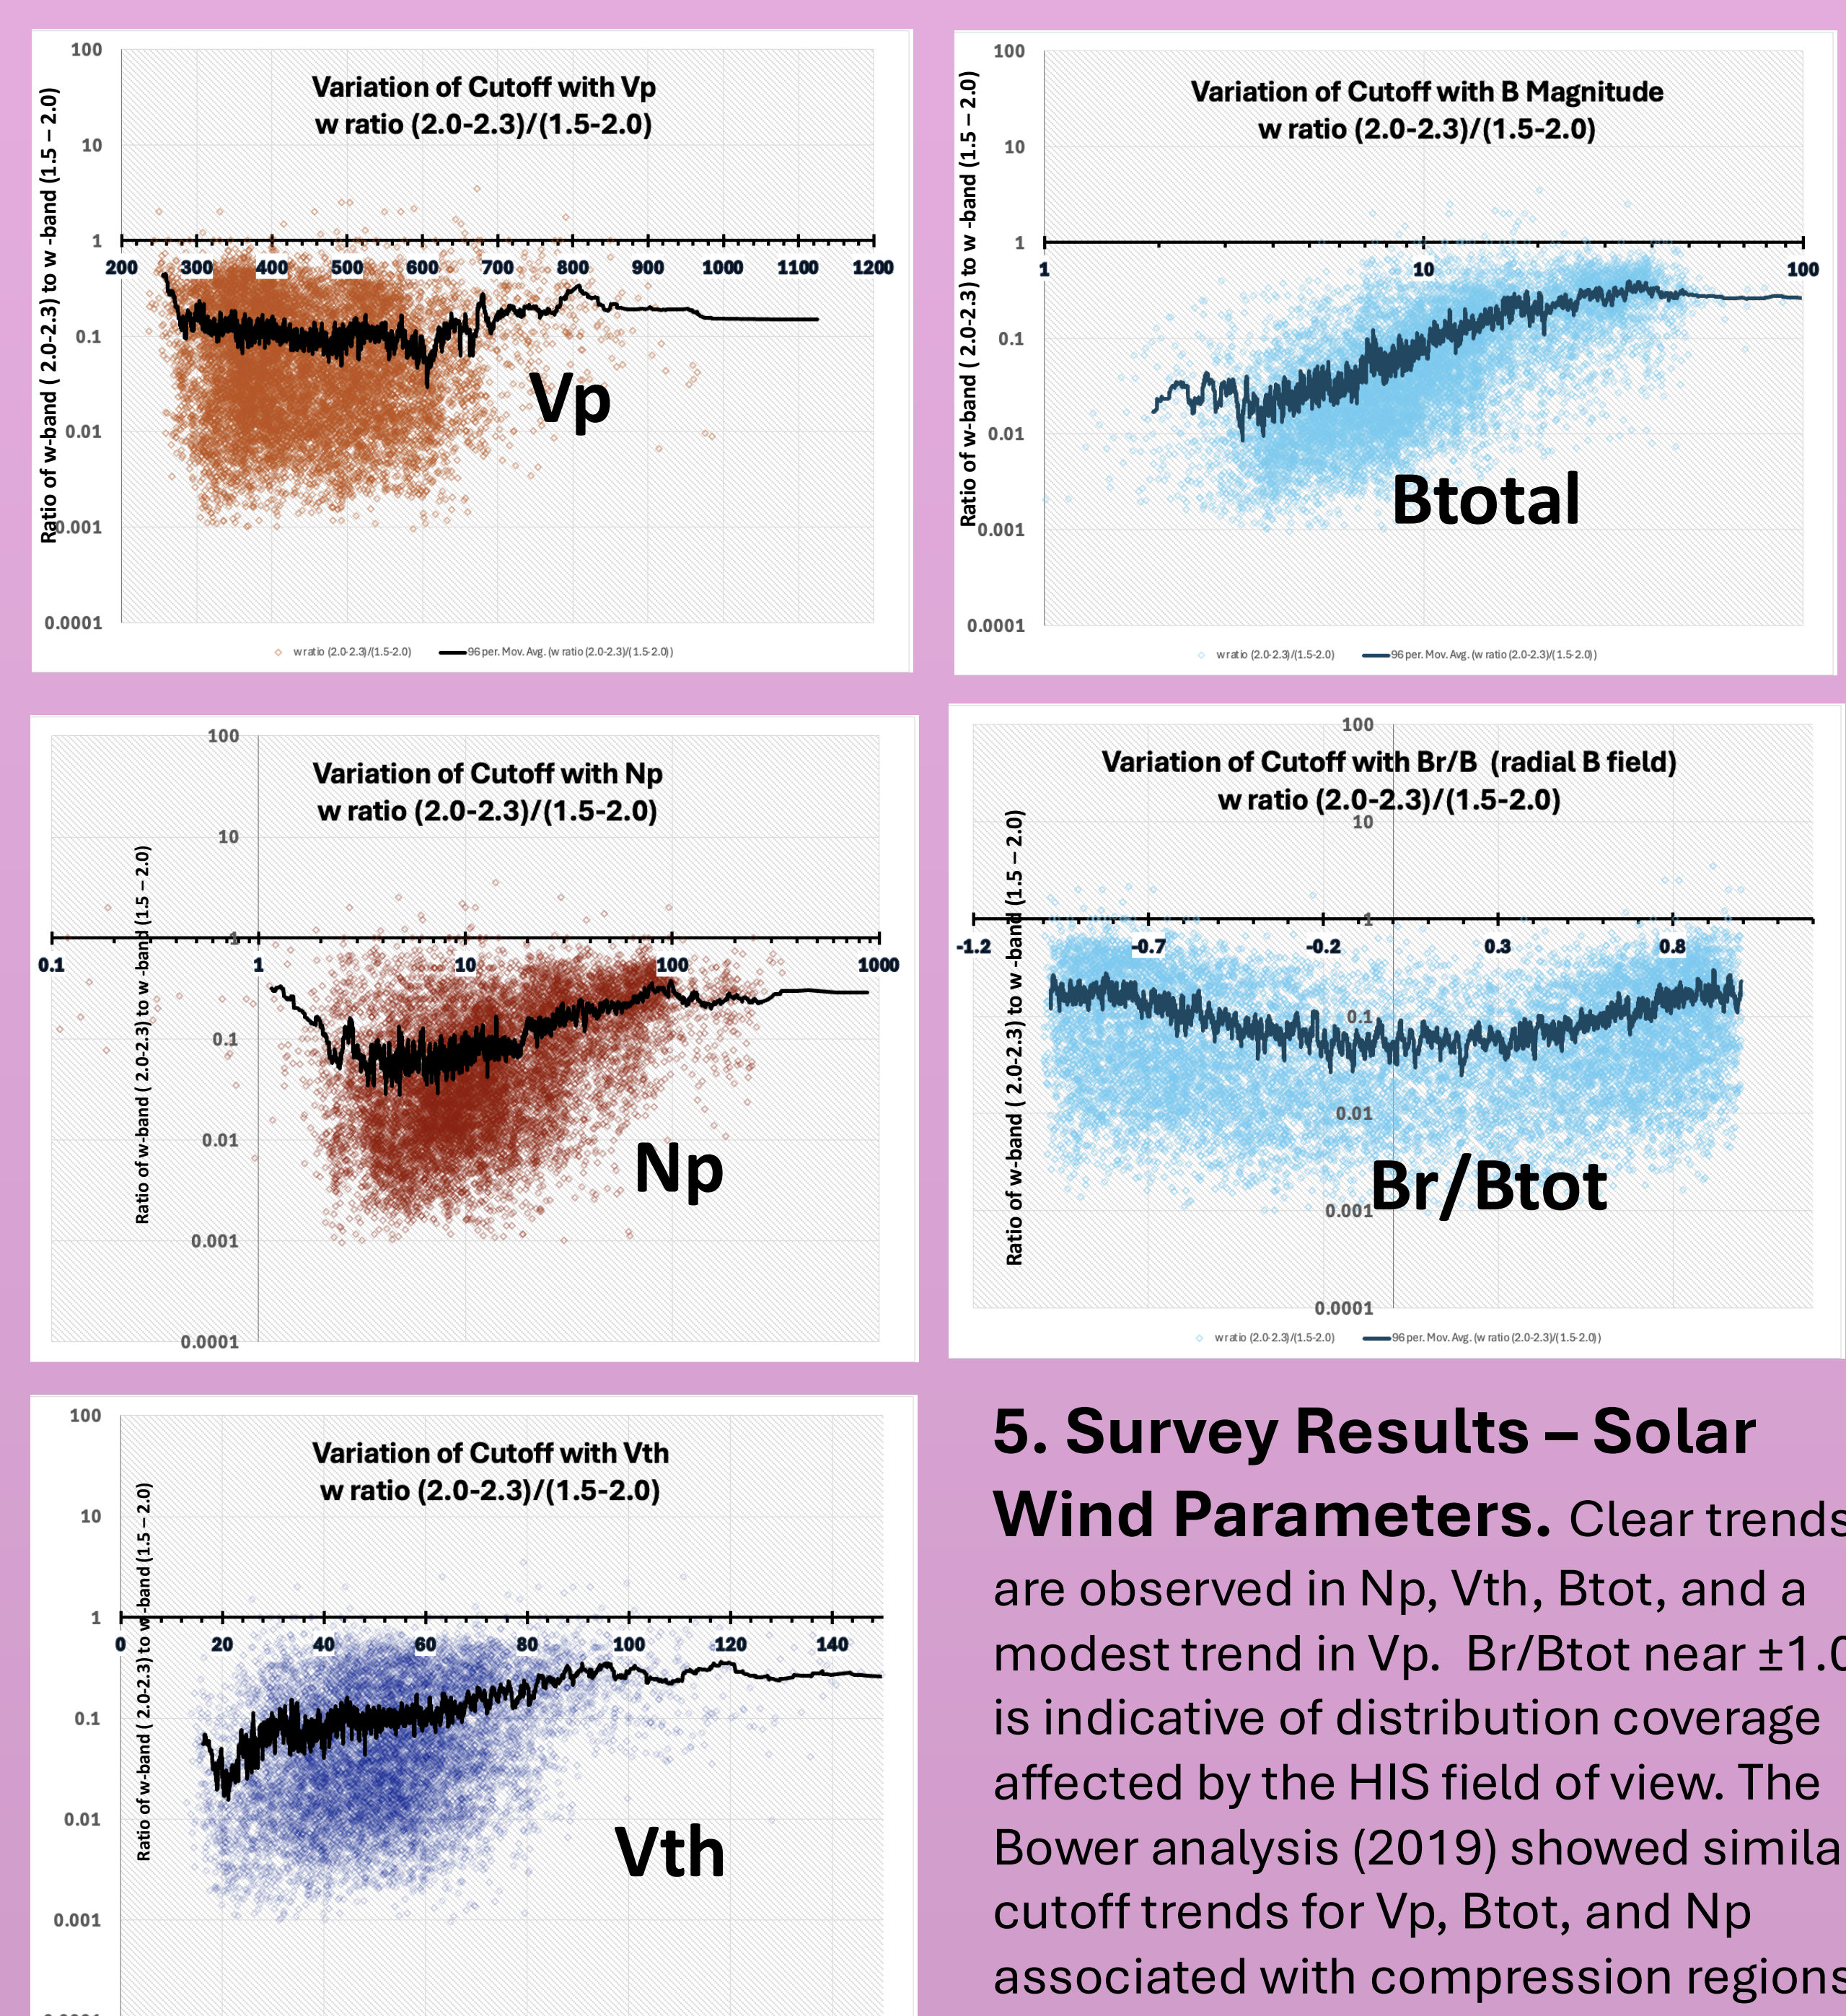 Variation of Cutoff with Vp
w ratio (2.0-2.3)/(1.5-2.0)
Ratio of w-band ( 2.0-2.3) to w -band (1.5 – 2.0)
100
10
1
0.1
0.01
0.001
0.0001
200 300 400 500 600 700 800 900 1000 1100 1200
Vp
w ratio (2.0-2.3)/(1.5-2.0) 96 per. Mov. Avg. (w ratio (2.0-2.3)/(1.5-2.0))
Variation of Cutoff with B Magnitude
w ratio (2.0-2.3)/(1.5-2.0)
Ratio of w-band ( 2.0-2.3) to w -band (1.5 – 2.0)
100
10
1
0.1
0.01
0.001
0.0001
1 10 100
Btotal
w ratio (2.0-2.3)/(1.5-2.0) 96 per. Mov. Avg. (w ratio (2.0-2.3)/(1.5-2.0))
Variation of Cutoff with Np
w ratio (2.0-2.3)/(1.5-2.0)
Ratio of w-band ( 2.0-2.3) to w -band (1.5 – 2.0)
100
10
1
0.1
0.01
0.001
0.0001
0.1 1 10 100 1000
Np
Variation of Cutoff with Br/B (radial B field)
w ratio (2.0-2.3)/(1.5-2.0)
Ratio of w-band ( 2.0-2.3) to w -band (1.5 – 2.0)
100
10
1
0.1
0.01
0.001
0.0001
-1.2 -0.7 -0.2 0.3 0.8
Br/Btot
w ratio (2.0-2.3)/(1.5-2.0) 96 per. Mov. Avg. (w ratio (2.0-2.3)/(1.5-2.0))
Variation of Cutoff with Vth
w ratio (2.0-2.3)/(1.5-2.0)
Ratio of w-band ( 2.0-2.3) to w -band (1.5 – 2.0)
100
10
1
0.1
0.01
0.001
0 20 40 60 80 100 120 140
Vth
5. Survey Results – Solar
Wind Parameters. Clear trends
are observed in Np, Vth, Btot, and a
modest trend in Vp. Br/Btot near ±1.0
is indicative of distribution coverage
affected by the HIS field of view. The
Bower analysis (2019) showed simila
cutoff trends for Vp, Btot, and Np
associated with compression regions